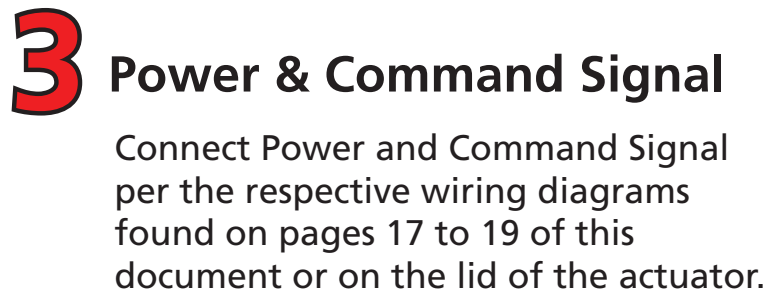 3 Power & Command Signal
Connect Power and Command Signal
per the respective wiring diagrams
found on pages 17 to 19 of this
document or on the lid of the actuator.